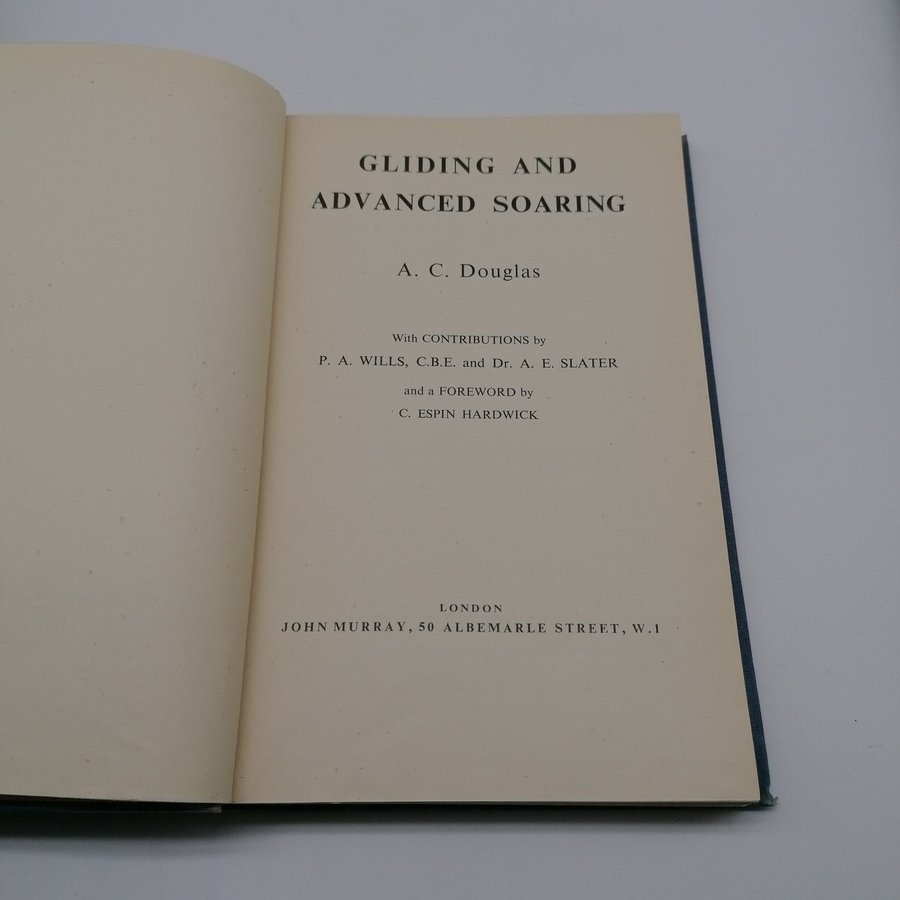 GLIDING AND
ADVANCED SOARING
A. C. Douglas
With CONTRIBUTIONS by
P. A. WILLS, C.B.E. and Dr. A. E. SLATER
and a FOREWORD by
C. ESPIN HARDWICK
LONDON
JOHN MURRAY, 50 ALBEMARLE STREET, W.1